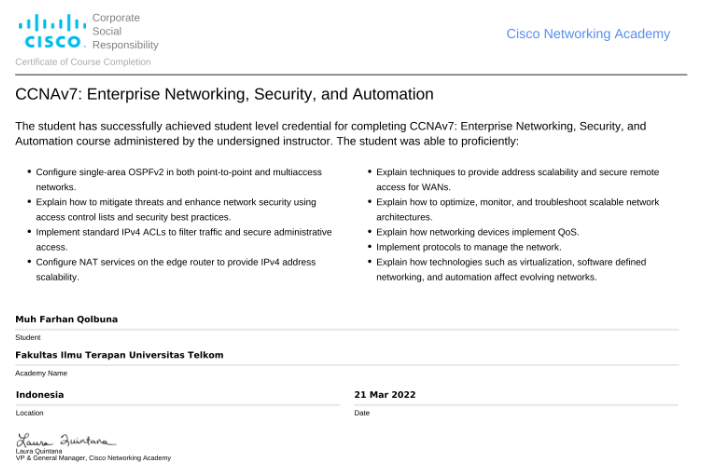 Corporate
Social
CISCO. Responsibility
Cisco Networking Academy
Certificate of Course Completion
CCNAv7: Enterprise Networking, Security, and Automation
The student has successfully achieved student level credential for completing CCNAv7: Enterprise Networking, Security, and
Automation course administered by the undersigned instructor. The student was able to proficiently:
• Configure single-area OSPFv2 in both point-to-point and multiaccess
networks.
• Explain how to mitigate threats and enhance network security using
access control lists and security best practices.
• Implement standard IPv4 ACLs to filter traffic and secure administrative
access.
• Configure NAT services on the edge router to provide IPv4 address
scalability.
• Explain techniques to provide address scalability and secure remote
access for WANs.
• Explain how to optimize, monitor, and troubleshoot scalable network
architectures.
• Explain how networking devices implement QoS.
• Implement protocols to manage the network.
• Explain how technologies such as virtualization, software defined
networking, and automation affect evolving networks.
Muh Farhan Qolbuna
Student
Fakultas Ilmu Terapan Universitas Telkom
Academy Name
Indonesia
Location
21 Mar 2022
Date
Laura Quintana
Laura Quintana
VP & General Manager, Cisco Networking Academy